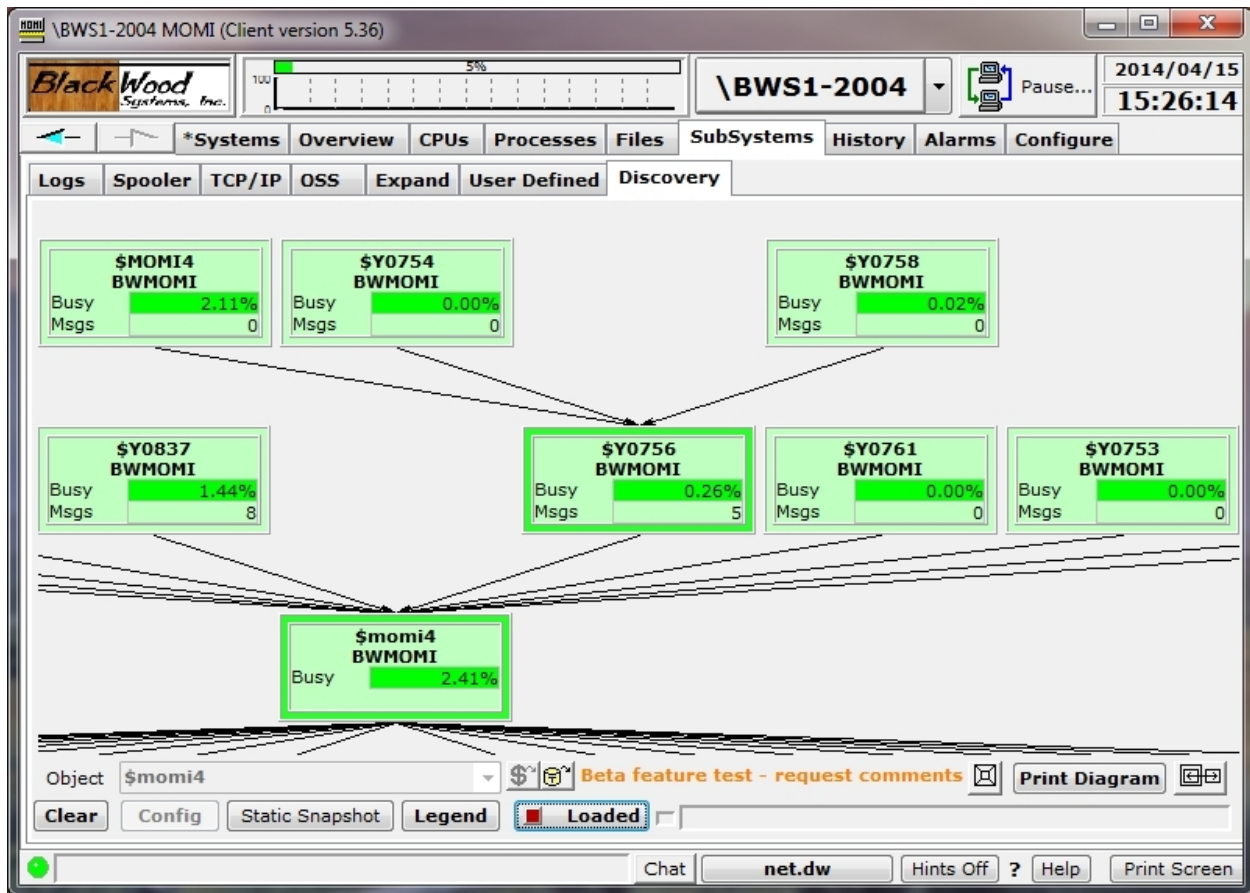 MOMI \BWS1-2004 MOMI (Client version 5.36)
BlackWood Systems, Inc.
5%
100
0
\BWS1-2004
Pause...
2014/04/15
15:26:14
*Systems Overview CPUs Processes Files SubSystems History Alarms Configure
Logs Spooler TCP/IP OSS Expand User Defined Discovery
$MOMI4
BWMOMI
Busy 2.11%
Msgs 0
$Y0754
BWMOMI
Busy 0.00%
Msgs 0
$Y0758
BWMOMI
Busy 0.02%
Msgs 0
$Y0837
BWMOMI
Busy 1.44%
Msgs 8
$Y0756
BWMOMI
Busy 0.26%
Msgs 5
$Y0761
BWMOMI
Busy 0.00%
Msgs 0
$Y0753
BWMOMI
Busy 0.00%
Msgs 0
$momi4
BWMOMI
Busy 2.41%
Object $momi4 Beta feature test - request comments Print Diagram
Clear Config Static Snapshot Legend Loaded
Chat net.dw Hints Off ? Help Print Screen